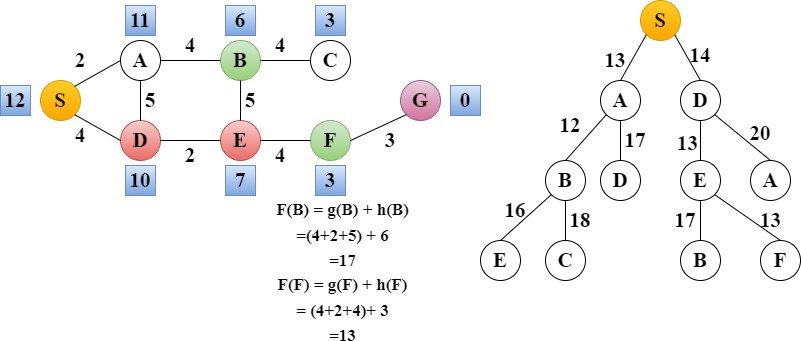 11 6 3
2 A 4 B 4 C
13 S 14
12 S 5 5 G 0
A D
4 D 2 E 4 F 3
12 17 13 20
10 7 3
B D E A
F(B) = g(B) + h(B)
=(4+2+5) + 6
=17
16 18 17 13
E C B F
F(F) = g(F) + h(F)
= (4+2+4)+ 3
=13